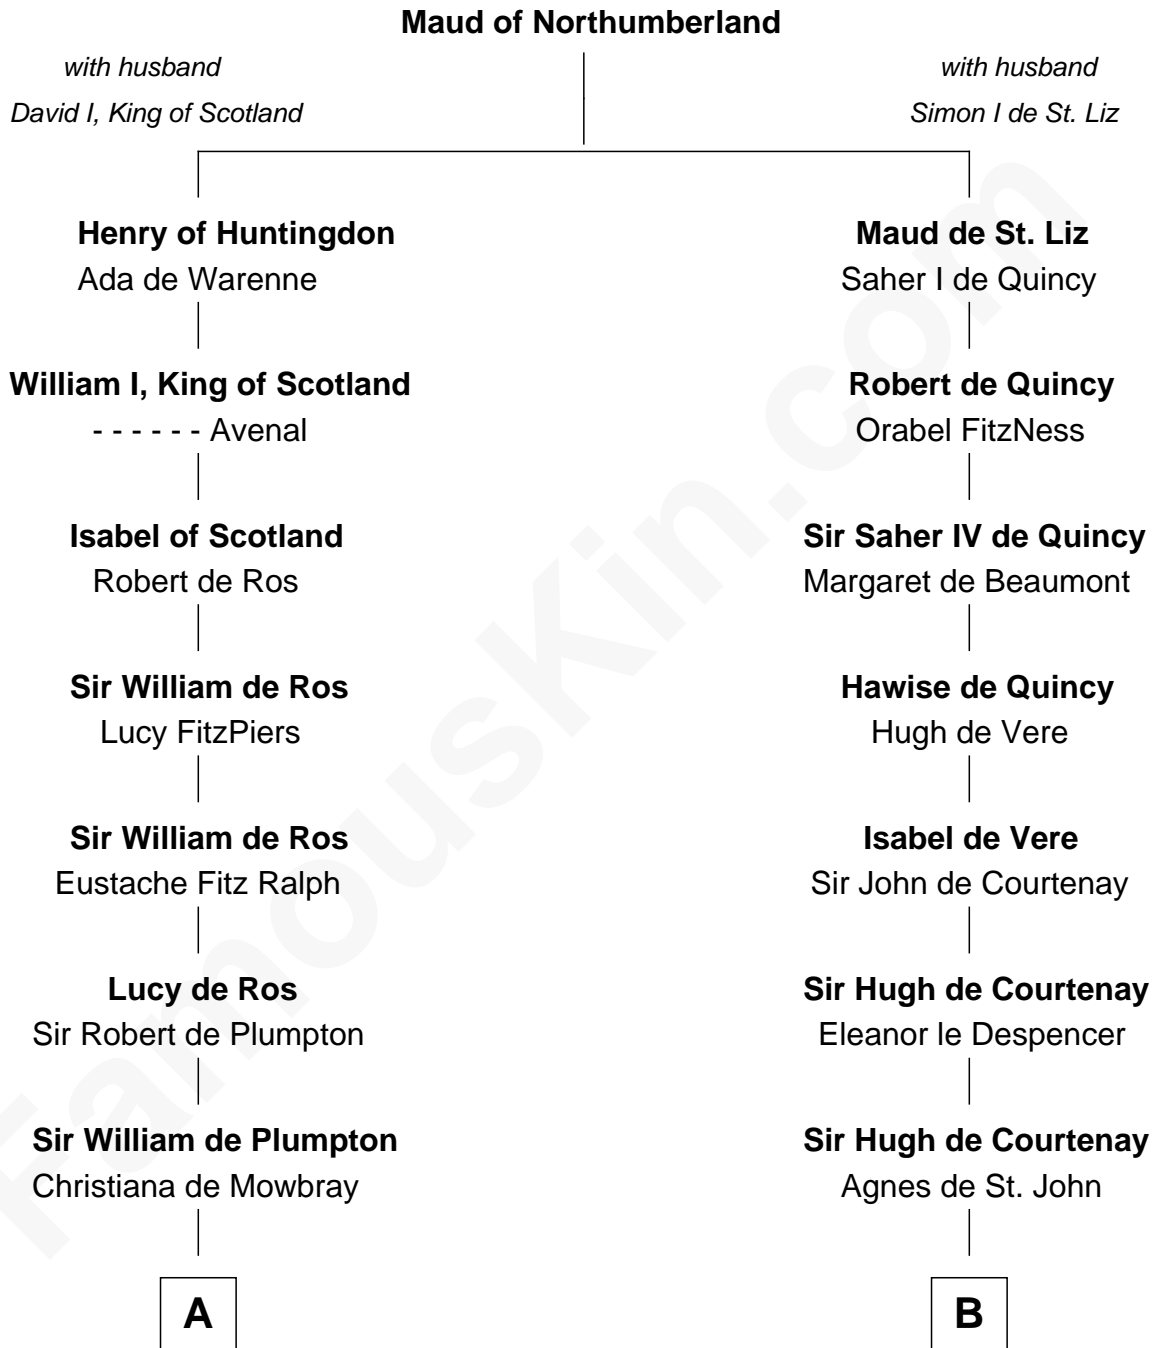 Maud of Northumberland
with husband
David I, King of Scotland
with husband
Simon I de St. Liz
Henry of Huntingdon
Ada de Warenne
Maud de St. Liz
Saher I de Quincy
William I, King of Scotland
- - - - - - Avenal
Robert de Quincy
Orabel FitzNess
Isabel of Scotland
Robert de Ros
Sir Saher IV de Quincy
Margaret de Beaumont
Sir William de Ros
Lucy FitzPiers
Hawise de Quincy
Hugh de Vere
Sir William de Ros
Eustache Fitz Ralph
Isabel de Vere
Sir John de Courtenay
Lucy de Ros
Sir Robert de Plumpton
Sir Hugh de Courtenay
Eleanor le Despencer
Sir William de Plumpton
Christiana de Mowbray
Sir Hugh de Courtenay
Agnes de St. John
A
B
FamousKin.com